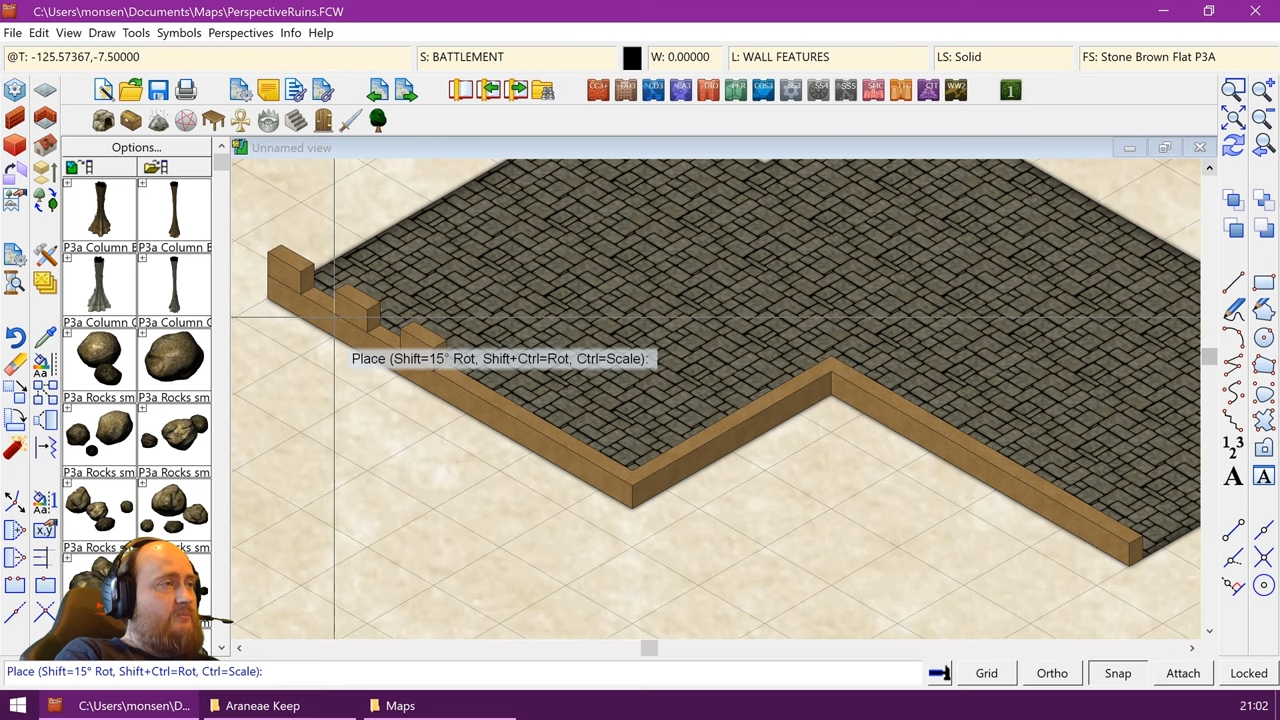 C:\Users\monsen\Documents\Maps\PerspectiveRuins.FCW
File Edit View Draw Tools Symbols Perspectives Info Help
@T: -125.57367,-7.50000
S: BATTLEMENT
W: 0.00000
L: WALL FEATURES
LS: Solid
FS: Stone Brown Flat P3A
Options...
Unnamed view
P3a Column E
P3a Column
P3a Column
P3a Rocks sm
P3a Rocks sm
P3a Rocks sm
P3a Rocks sm
P3a Rocks sm
Place (Shift=15° Rot, Shift+Ctrl=Rot, Ctrl=Scale):
Place (Shift=15° Rot, Shift+Ctrl=Rot, Ctrl=Scale):
Grid
Ortho
Snap
Attach
Locked
C:\Users\monsen\D...
Araneae Keep
Maps
21:02